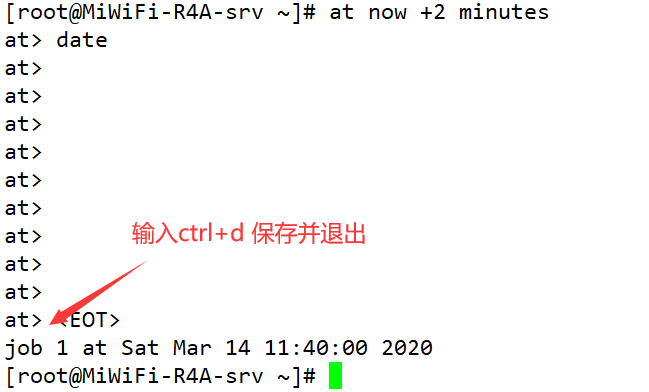 [root@MiWiFi-R4A-srv ~]# at now +2 minutes
at> date
at>
at>
at>
at>
at>
at>
at>
输入ctrl+d 保存并退出
at>
at>
at> <EOT>
job 1 at Sat Mar 14 11:40:00 2020
[root@MiWiFi-R4A-srv ~]#